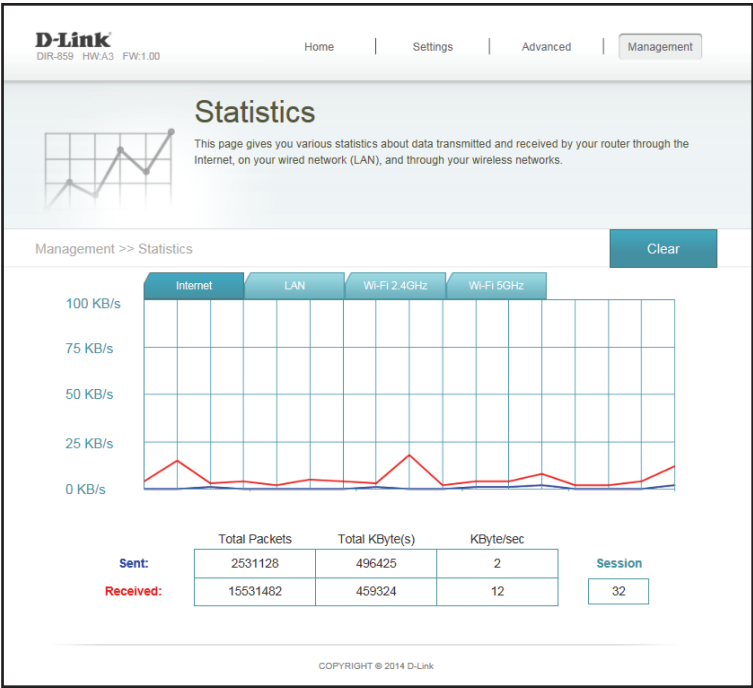 D-Link
DIR-859 HW:A3 FW:1.00
Home Settings Advanced Management
Statistics
This page gives you various statistics about data transmitted and received by your router through the
Internet, on your wired network (LAN), and through your wireless networks.
Management >> Statistics
Clear
Internet LAN Wi-Fi 2.4GHz Wi-Fi 5GHz
100 KB/s
75 KB/s
50 KB/s
25 KB/s
0 KB/s
Total Packets Total KByte(s) KByte/sec
Sent: 2531128 496425 2 Session
Received: 15531482 459324 12 32
COPYRIGHT © 2014 D-Link